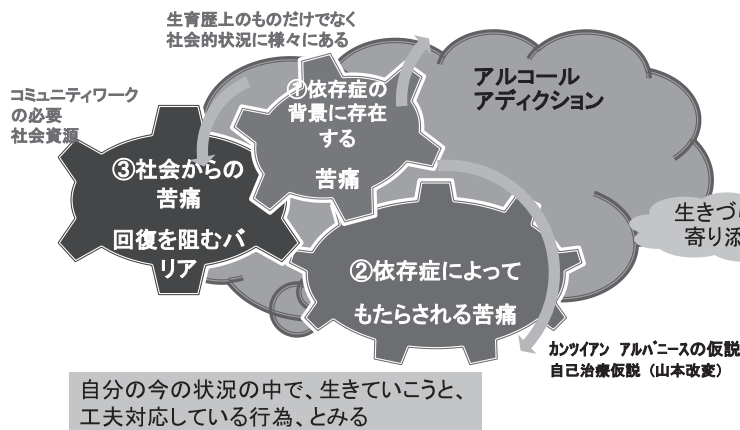 生育歴上のものだけでなく
社会的状況に様々にある
コミュニティワーク
の必要
社会資源
①依存症の
背景に存在
する
苦痛
アルコール
アディクション
③社会からの
苦痛
回復を阻むバ
リア
②依存症によって
もたらされる苦痛
生きづ
寄り添
カンツイアン アルバニースの仮説
自己治療仮説（山本改変）
自分の今の状況の中で、生きていこうと、
工夫対応している行為、とみる